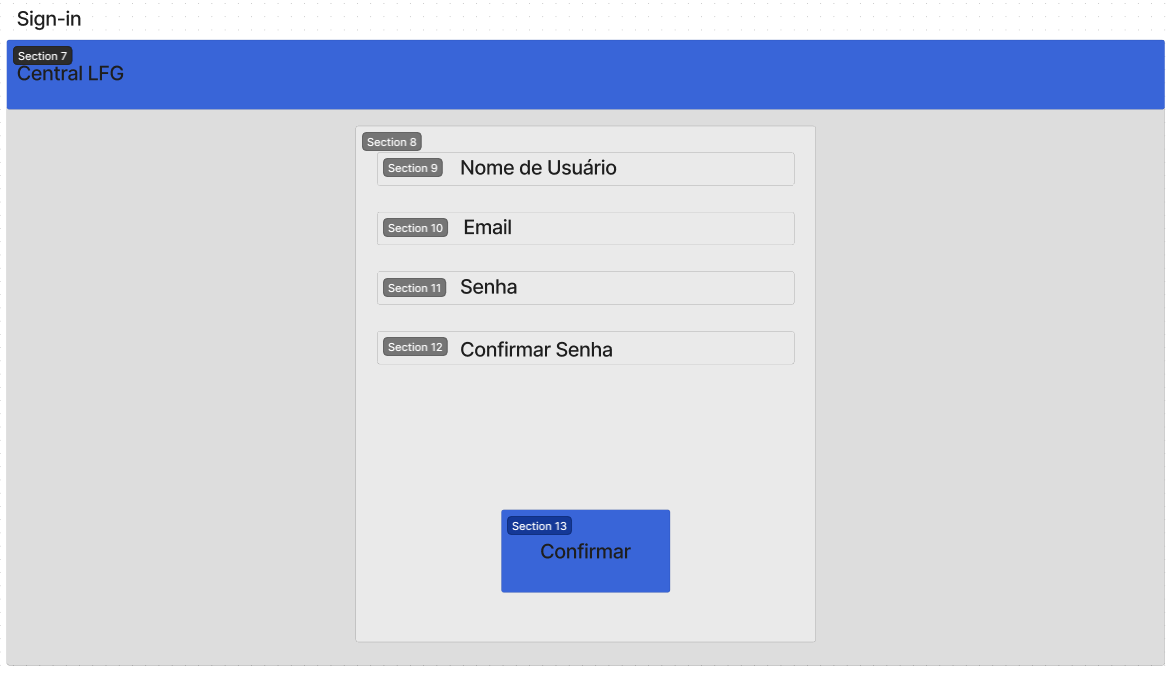 Sign-in
Section 7
Central LFG
Section 8
Section 9 Nome de Usuário
Section 10 Email
Section 11 Senha
Section 12 Confirmar Senha
Section 13
Confirmar